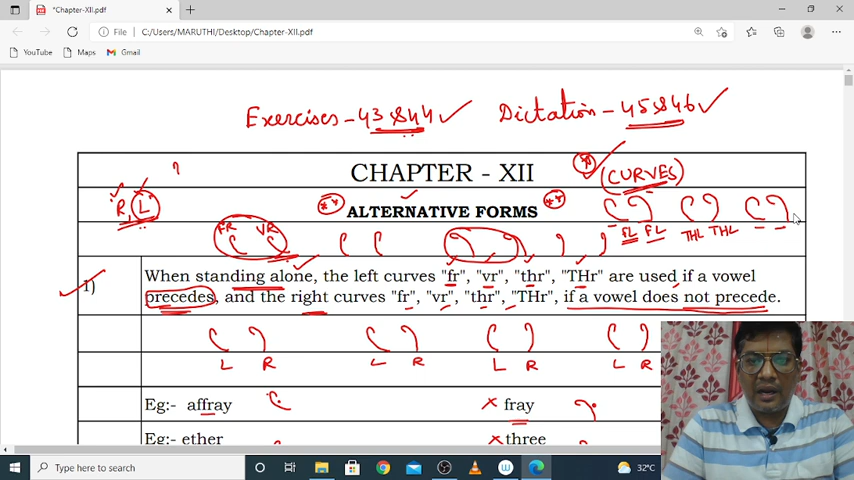 *Chapter-XII.pdf
File | C:/Users/MARUTHI/Desktop/Chapter-XII.pdf
YouTube Maps Gmail
Exercises - 43 & 44 Dictation - 45 & 46
CHAPTER - XII
(CURVES)
R, L
ALTERNATIVE FORMS
FR VR
FL FL THL THL
1) When standing alone, the left curves "fr", "vr", "thr", "THr" are used if a vowel
precedes, and the right curves "fr", "vr", "thr", "THr", if a vowel does not precede.
L R L R L R L R
Eg:- affray × fray
Eg:- ether × three
Type here to search
32°C